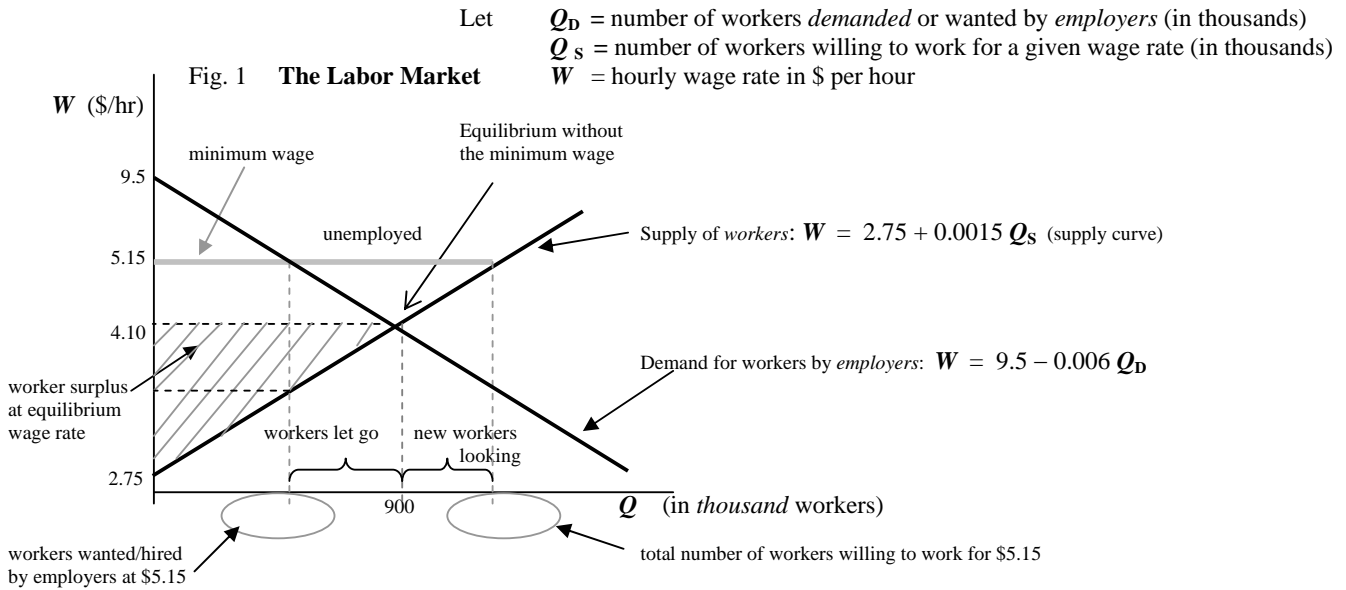 Let Q_D = number of workers demanded or wanted by employers (in thousands)
Q_S = number of workers willing to work for a given wage rate (in thousands)
Fig. 1 The Labor Market W = hourly wage rate in $ per hour
W ($/hr)
Equilibrium without
the minimum wage
minimum wage
9.5
unemployed
Supply of workers: W = 2.75 + 0.0015 Q_S (supply curve)
5.15
4.10
Demand for workers by employers: W = 9.5 – 0.006 Q_D
worker surplus
at equilibrium
wage rate
workers let go
new workers
looking
2.75
900
Q (in thousand workers)
workers wanted/hired
by employers at $5.15
total number of workers willing to work for $5.15